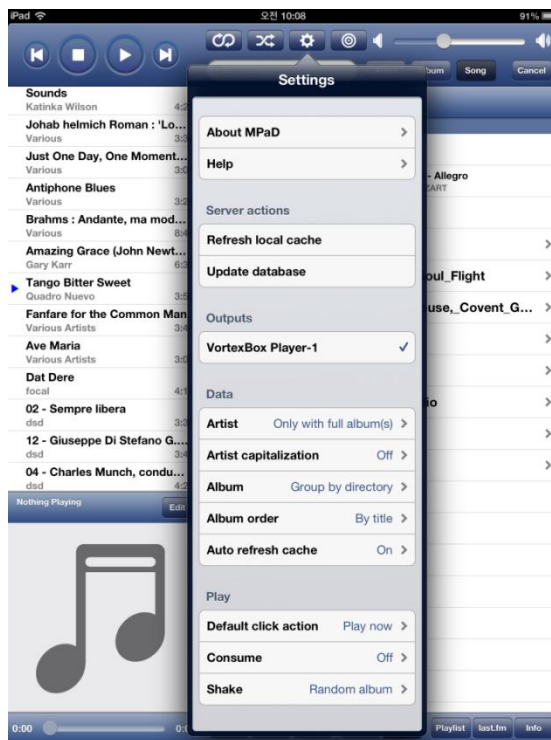 iPad 오전 10:08 91%
Settings
About MPaD
Help
Server actions
Refresh local cache
Update database
Outputs
VortexBox Player-1 ✓
Data
Artist Only with full album(s)
Artist capitalization Off
Album Group by directory
Album order By title
Auto refresh cache On
Play
Default click action Play now
Consume Off
Shake Random album
Sounds
Katinka Wilson
Johab helmich Roman : 'Lo...
Various
Just One Day, One Moment...
Various
Antiphone Blues
Various
Brahms : Andante, ma mod...
Various
Amazing Grace (John Newt...
Gary Karr
Tango Bitter Sweet
Quadro Nuevo
Fanfare for the Common Man
Various Artists
Ave Maria
Various Artists
Dat Dere
focal
02 - Sempre libera
dsd
12 - Giuseppe Di Stefano G....
dsd
04 - Charles Munch, condu...
dsd
Nothing Playing Edit
0:00
bum Song Cancel
- Allegro
ZART
oul_Flight
use,_Covent_G...
io
Playlist last.fm Info